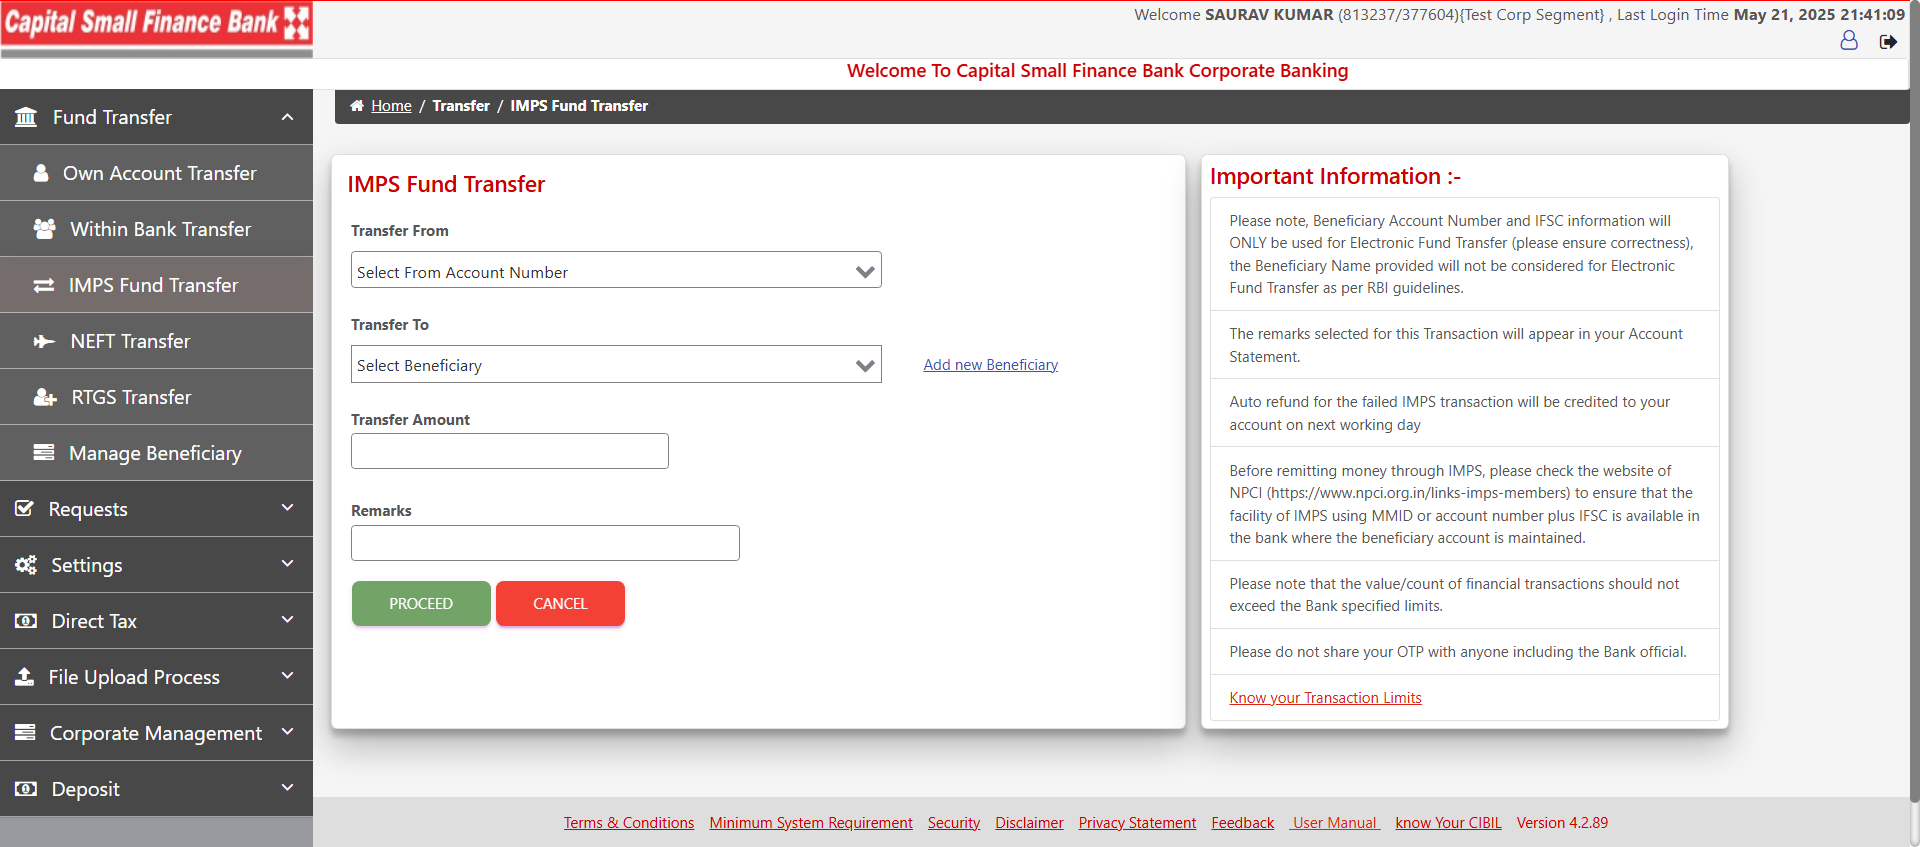 Capital Small Finance Bank
Welcome SAURAV KUMAR (813237/377604){Test Corp Segment} , Last Login Time May 21, 2025 21:41:09
Welcome To Capital Small Finance Bank Corporate Banking
Fund Transfer
Own Account Transfer
Within Bank Transfer
IMPS Fund Transfer
NEFT Transfer
RTGS Transfer
Manage Beneficiary
Requests
Settings
Direct Tax
File Upload Process
Corporate Management
Deposit
Home / Transfer / IMPS Fund Transfer
IMPS Fund Transfer
Transfer From
Select From Account Number
Transfer To
Select Beneficiary
Add new Beneficiary
Transfer Amount
Remarks
PROCEED CANCEL
Important Information :-
Please note, Beneficiary Account Number and IFSC information will
ONLY be used for Electronic Fund Transfer (please ensure correctness),
the Beneficiary Name provided will not be considered for Electronic
Fund Transfer as per RBI guidelines.
The remarks selected for this Transaction will appear in your Account
Statement.
Auto refund for the failed IMPS transaction will be credited to your
account on next working day
Before remitting money through IMPS, please check the website of
NPCI (https://www.npci.org.in/links-imps-members) to ensure that the
facility of IMPS using MMID or account number plus IFSC is available in
the bank where the beneficiary account is maintained.
Please note that the value/count of financial transactions should not
exceed the Bank specified limits.
Please do not share your OTP with anyone including the Bank official.
Know your Transaction Limits
Terms & Conditions Minimum System Requirement Security Disclaimer Privacy Statement Feedback User Manual know Your CIBIL Version 4.2.89